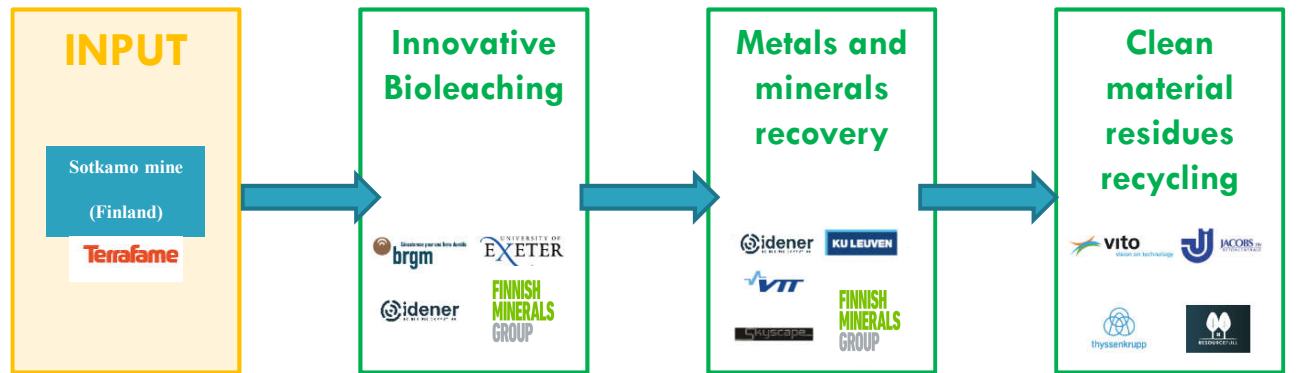 INPUT
Sotkamo mine
(Finland)
Terrafame
Innovative
Bioleaching
brgm
UNIVERSITY OF
EXETER
idener
FINNISH
MINERALS
GROUP
Metals and
minerals
recovery
idener
KU LEUVEN
VTT
Skyscape
FINNISH
MINERALS
GROUP
Clean
material
residues
recycling
vito
vision on technology
JACOBS
thyssenkrupp
RESOURCEFULL